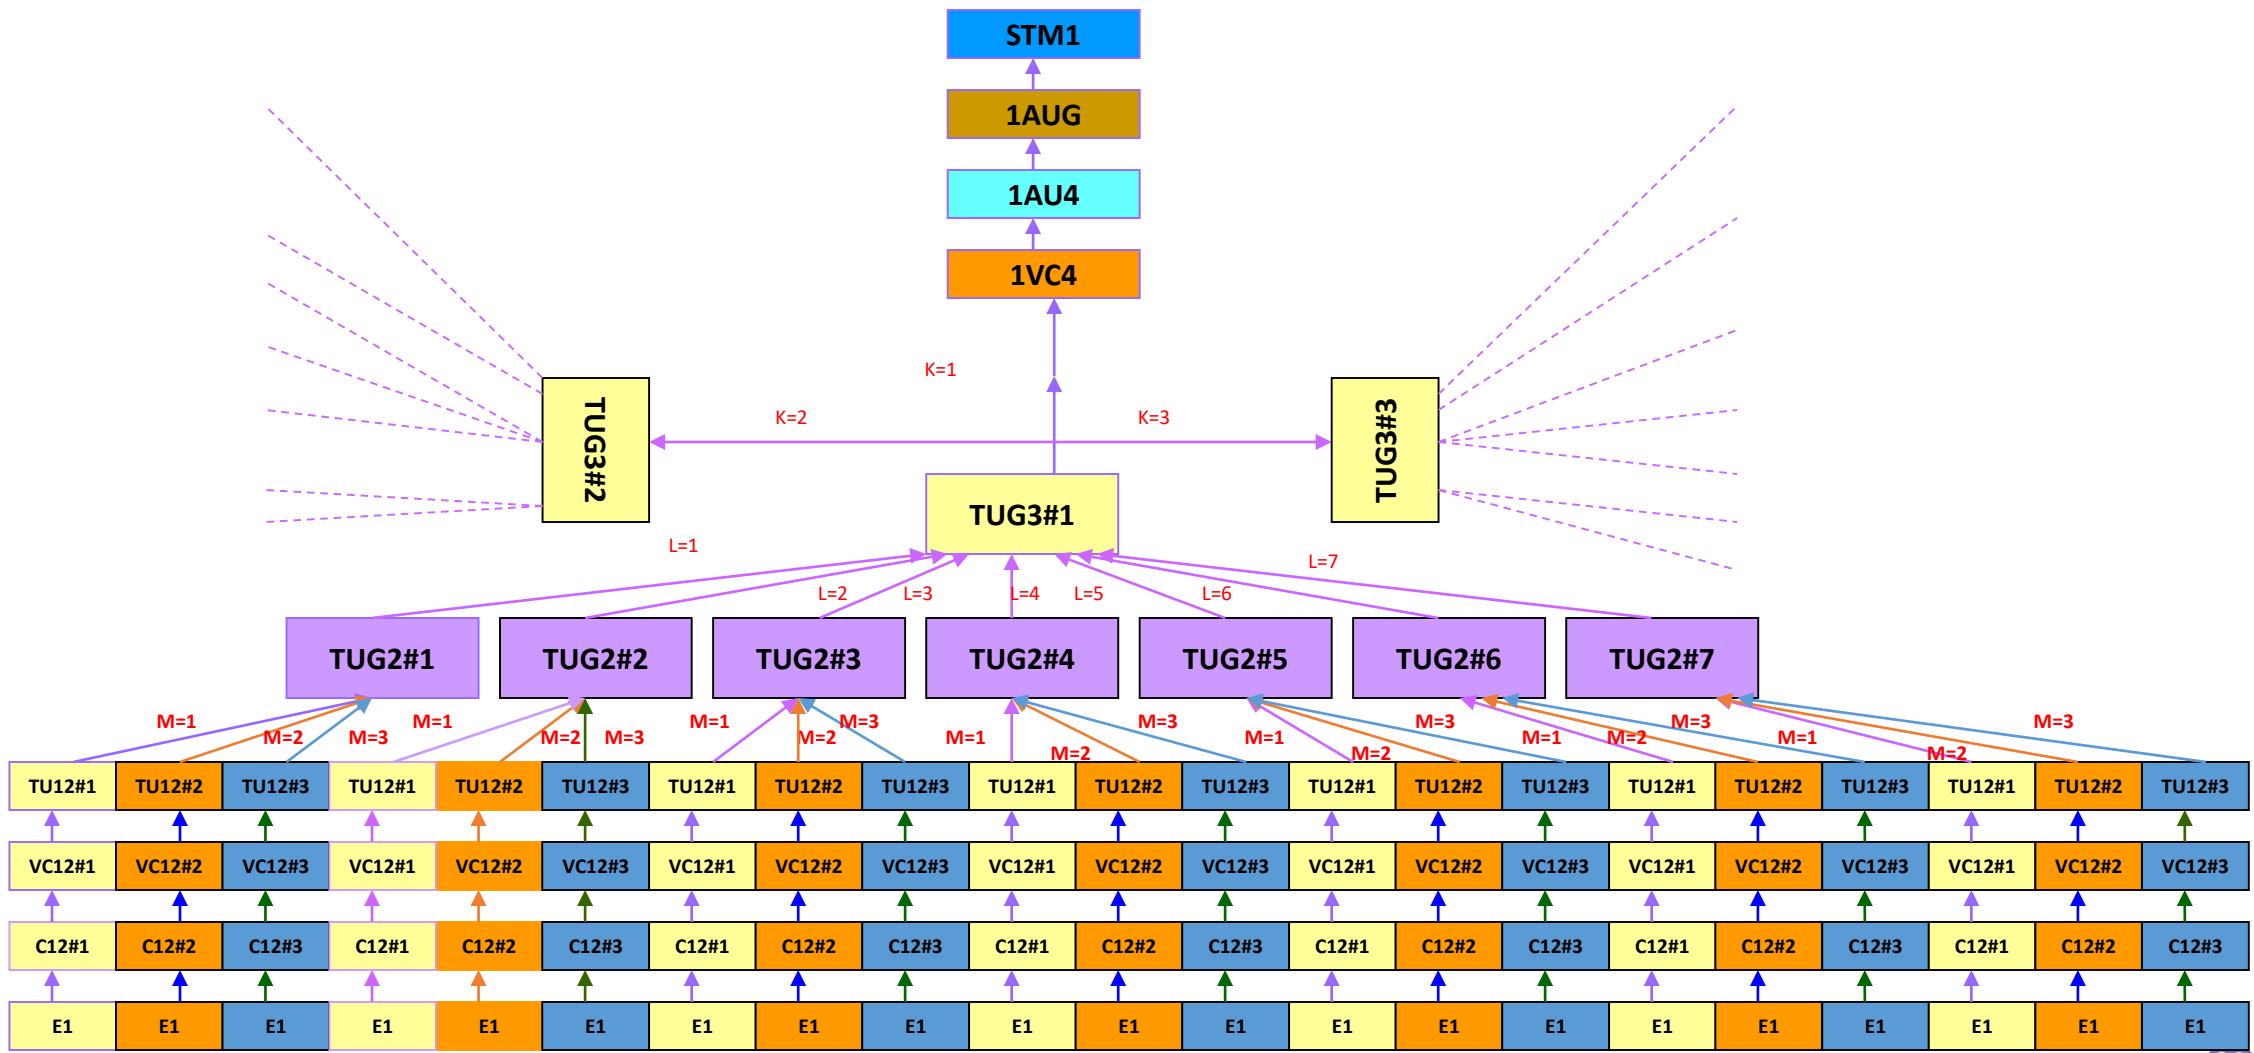 STM1
1AUG
1AU4
1VC4
K=1
K=2 K=3
TUG3#2
TUG3#3
TUG3#1
L=1
L=7
L=2 L=3 L=4 L=5 L=6
TUG2#1 TUG2#2 TUG2#3 TUG2#4 TUG2#5 TUG2#6 TUG2#7
M=1 M=1 M=1 M=3 M=3 M=3 M=3 M=3
M=2 M=3 M=2 M=3 M=2 M=1 M=1 M=1 M=2 M=1
M=2 M=2 M=2
TU12#1 TU12#2 TU12#3 TU12#1 TU12#2 TU12#3 TU12#1 TU12#2 TU12#3 TU12#1 TU12#2 TU12#3 TU12#1 TU12#2 TU12#3 TU12#1 TU12#2 TU12#3 TU12#1 TU12#2 TU12#3
VC12#1 VC12#2 VC12#3 VC12#1 VC12#2 VC12#3 VC12#1 VC12#2 VC12#3 VC12#1 VC12#2 VC12#3 VC12#1 VC12#2 VC12#3 VC12#1 VC12#2 VC12#3 VC12#1 VC12#2 VC12#3
C12#1 C12#2 C12#3 C12#1 C12#2 C12#3 C12#1 C12#2 C12#3 C12#1 C12#2 C12#3 C12#1 C12#2 C12#3 C12#1 C12#2 C12#3 C12#1 C12#2 C12#3
E1 E1 E1 E1 E1 E1 E1 E1 E1 E1 E1 E1 E1 E1 E1 E1 E1 E1 E1 E1 E1